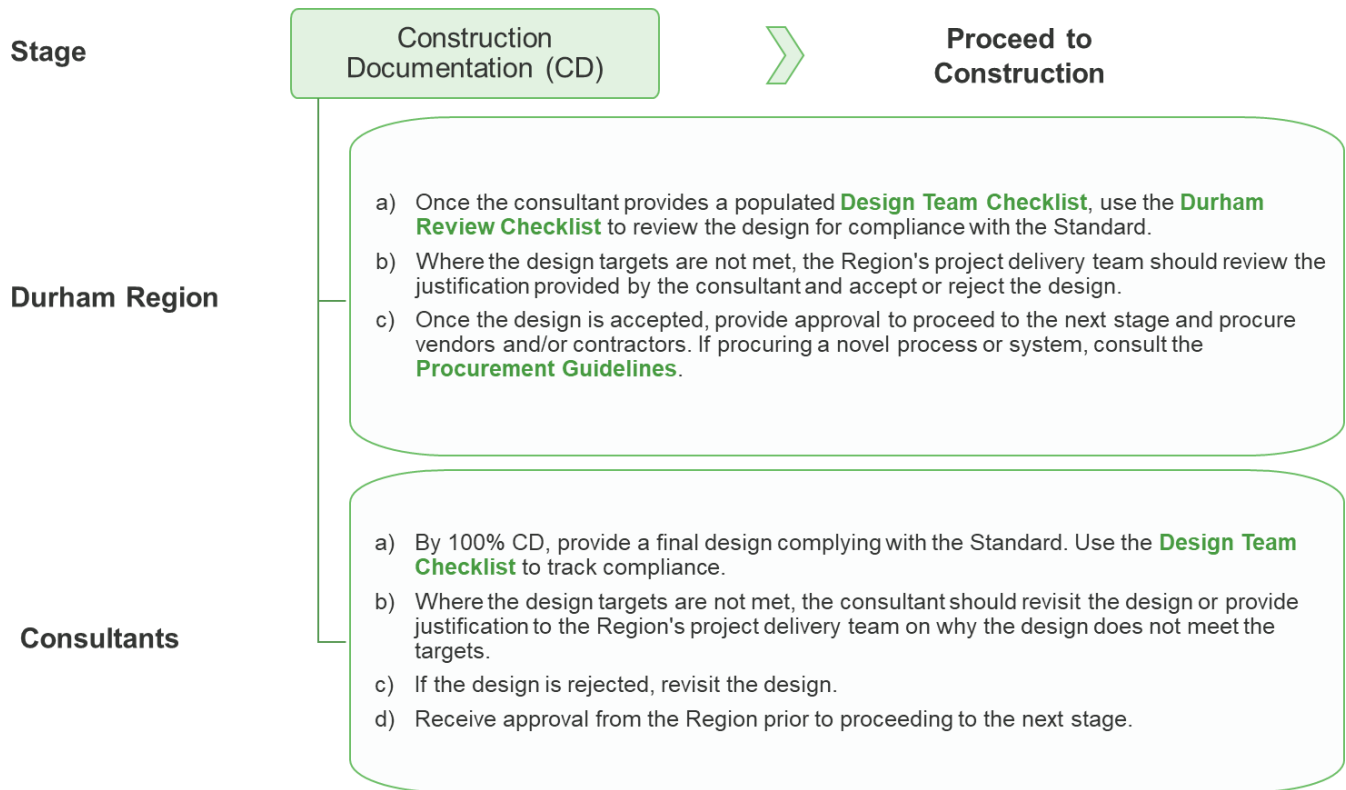 Stage
Construction
Documentation (CD)
Proceed to
Construction
Durham Region
a) Once the consultant provides a populated Design Team Checklist, use the Durham
Review Checklist to review the design for compliance with the Standard.
b) Where the design targets are not met, the Region's project delivery team should review the
justification provided by the consultant and accept or reject the design.
c) Once the design is accepted, provide approval to proceed to the next stage and procure
vendors and/or contractors. If procuring a novel process or system, consult the
Procurement Guidelines.
Consultants
a) By 100% CD, provide a final design complying with the Standard. Use the Design Team
Checklist to track compliance.
b) Where the design targets are not met, the consultant should revisit the design or provide
justification to the Region's project delivery team on why the design does not meet the
targets.
c) If the design is rejected, revisit the design.
d) Receive approval from the Region prior to proceeding to the next stage.